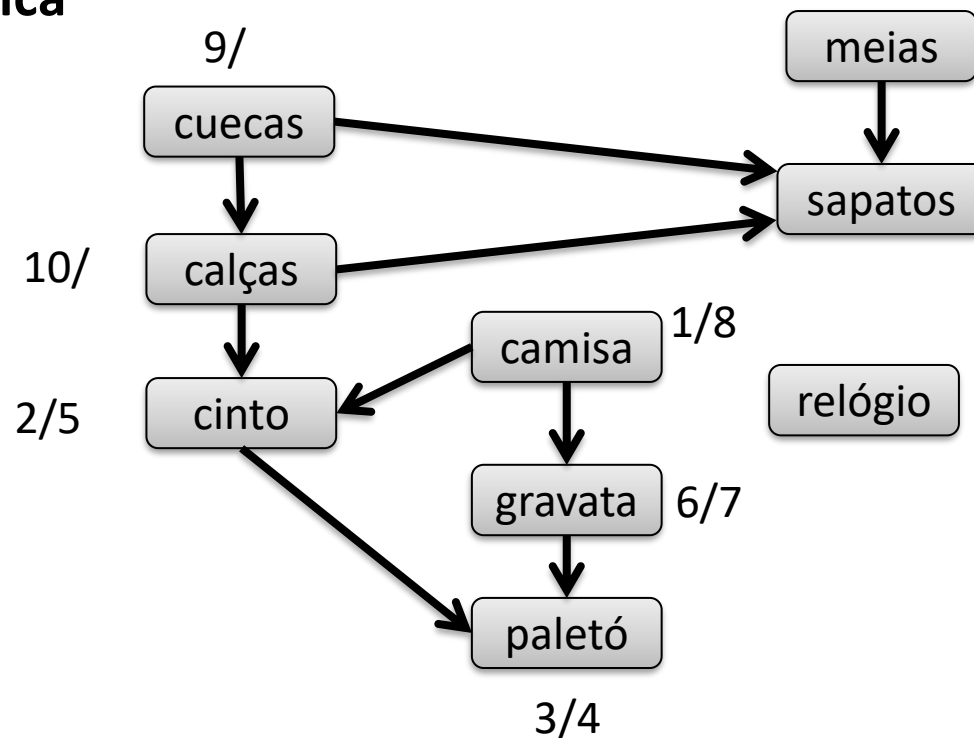 9/
meias
cuecas
sapatos
10/
calças
1/8
camisa
relógio
2/5
cinto
gravata
6/7
paletó
3/4